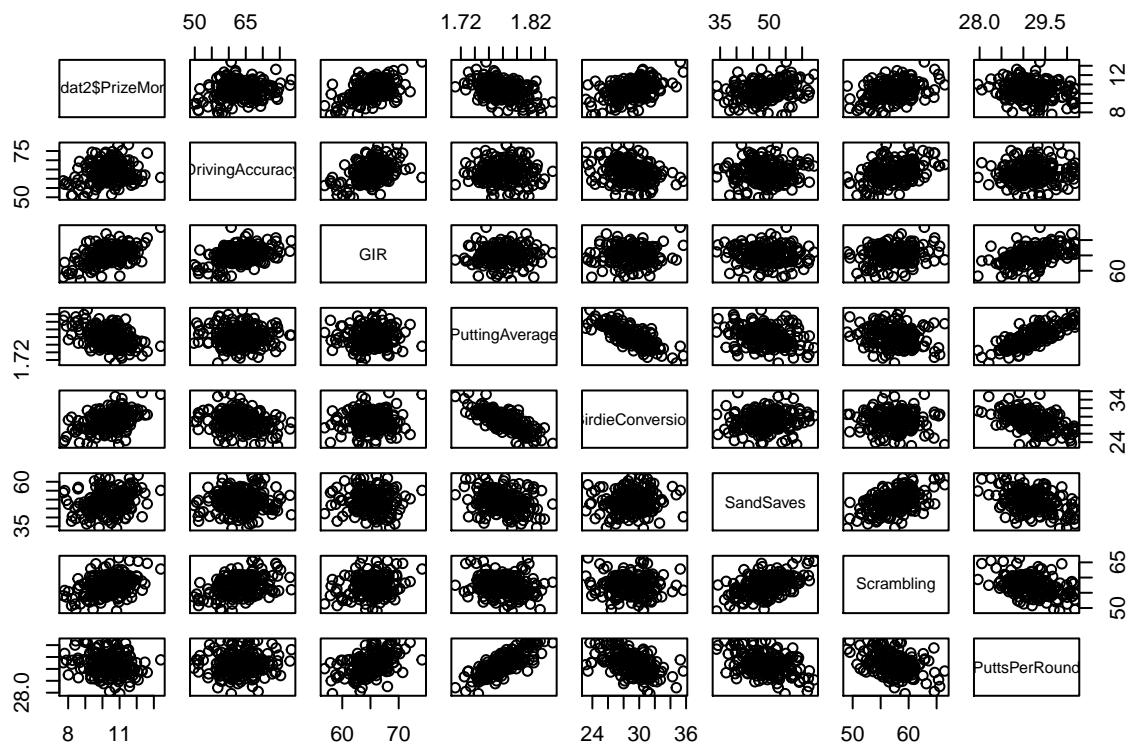 50 65
1.72 1.82
35 50
28.0 29.5
dat2$PrizeMor
8 12
50 75
DrivingAccuracy
GIR
60
1.72
PuttingAverage
BirdieConversion
24 34
35 60
SandSaves
Scrambling
50 65
28.0
PuttsPerRound
8 11
60 70
24 30 36
50 60